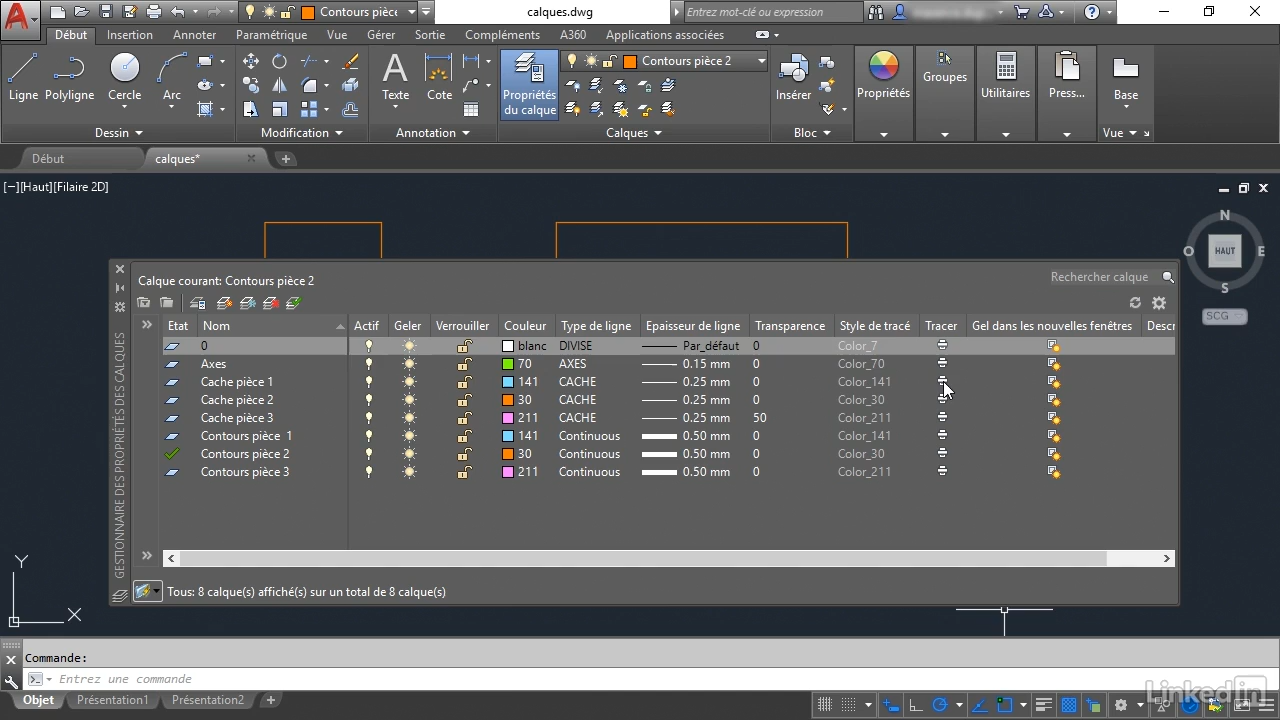 Contours pièce
calques.dwg
Entrez mot-clé ou expression
Début Insertion Annoter Paramétrique Vue Gérer Sortie Compléments A360 Applications associées
Contours pièce 2
Ligne Polyligne Cercle Arc Texte Cote Propriétés du calque Insérer Propriétés Groupes Utilitaires Press... Base
Dessin Modification Annotation Calques Bloc Vue
Début calques*
[−][Haut][Filaire 2D]
N
O HAUT E
S
SCG
Calque courant: Contours pièce 2
Rechercher calque
GESTIONNAIRE DES PROPRIÉTÉS DES CALQUES
Etat Nom Actif Geler Verrouiller Couleur Type de ligne Epaisseur de ligne Transparence Style de tracé Tracer Gel dans les nouvelles fenêtres Descr
0 blanc DIVISE Par_défaut 0 Color_7
Axes 70 AXES 0.15 mm 0 Color_70
Cache pièce 1 141 CACHE 0.25 mm 0 Color_141
Cache pièce 2 30 CACHE 0.25 mm 0 Color_30
Cache pièce 3 211 CACHE 0.25 mm 50 Color_211
Contours pièce 1 141 Continuous 0.50 mm 0 Color_141
Contours pièce 2 30 Continuous 0.50 mm 0 Color_30
Contours pièce 3 211 Continuous 0.50 mm 0 Color_211
Tous: 8 calque(s) affiché(s) sur un total de 8 calque(s)
Y
X
Commande:
Entrez une commande
Objet Présentation1 Présentation2
Linked in